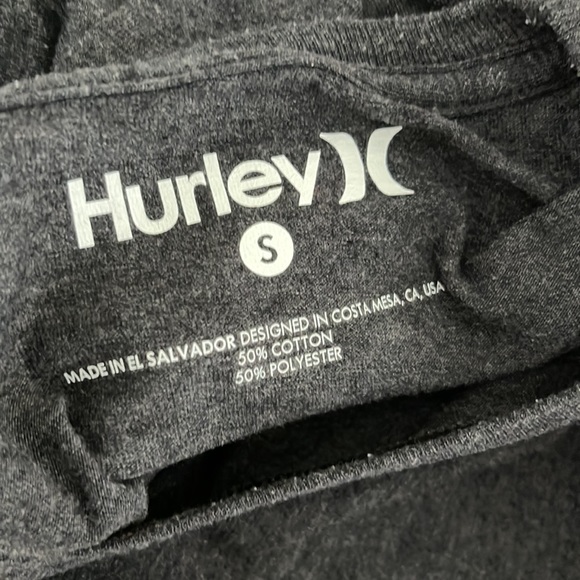 Hurley
S
MADE IN EL SALVADOR DESIGNED IN COSTA MESA, CA, USA
50% COTTON
50% POLYESTER